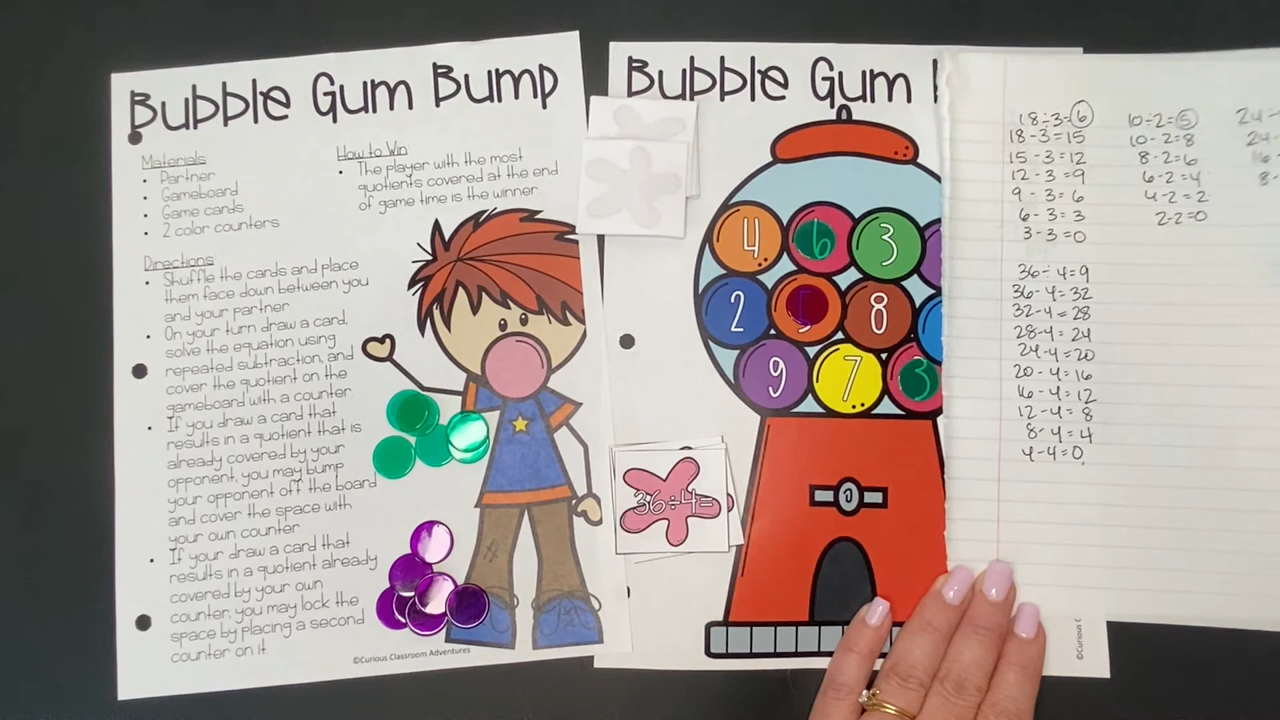 Bubble Gum Bump
Materials
• Partner
• Gameboard
• Game cards
• 2 color counters
How to Win
• The player with the most
quotients covered at the end
of game time is the winner.
Directions
• Shuffle the cards and place
them face down between you
and your partner.
• On your turn draw a card,
solve the equation using
repeated subtraction, and
cover the quotient on the
gameboard with a counter.
• If you draw a card that
results in a quotient that is
already covered by your
opponent, you may bump
your opponent off the board
and cover the space with
your own counter.
• If your draw a card that
results in a quotient already
covered by your own
counter, you may lock the
space by placing a second
counter on it.
©Curious Classroom Adventures
Bubble Gum
4 6 3
2 5 8
9 7 3
36÷4=
©Curious C
18÷3=6
18-3=15
15-3=12
12-3=9
9-3=6
6-3=3
3-3=0
36÷4=9
36-4=32
32-4=28
28-4=24
24-4=20
20-4=16
16-4=12
12-4=8
8-4=4
4-4=0
10÷2=5
10-2=8
8-2=6
6-2=4
4-2=2
2-2=0
24
24-
16
8-